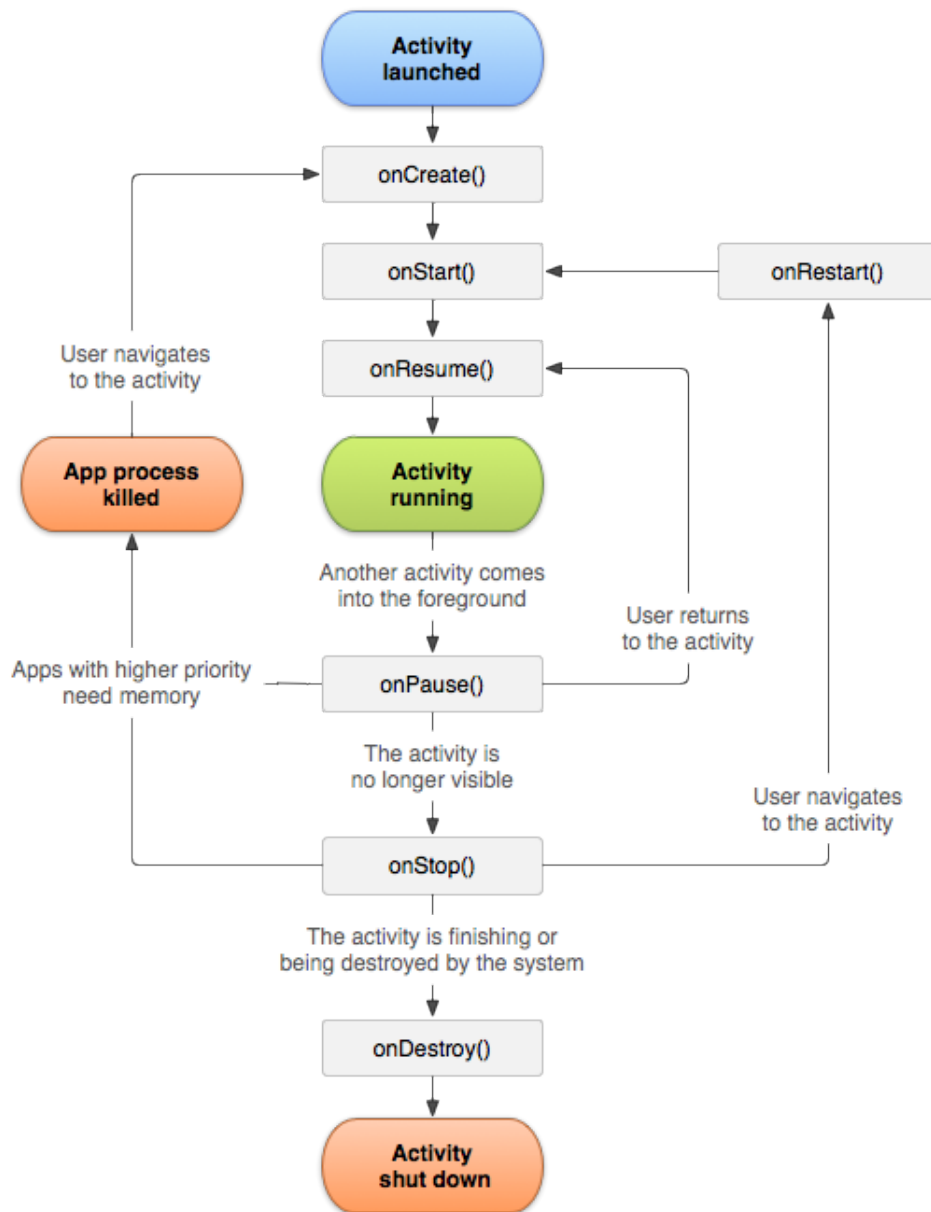 Activity
launched
onCreate()
onStart()
onRestart()
onResume()
User navigates
to the activity
App process
killed
Activity
running
Another activity comes
into the foreground
User returns
to the activity
Apps with higher priority
need memory
onPause()
The activity is
no longer visible
User navigates
to the activity
onStop()
The activity is finishing or
being destroyed by the system
onDestroy()
Activity
shut down